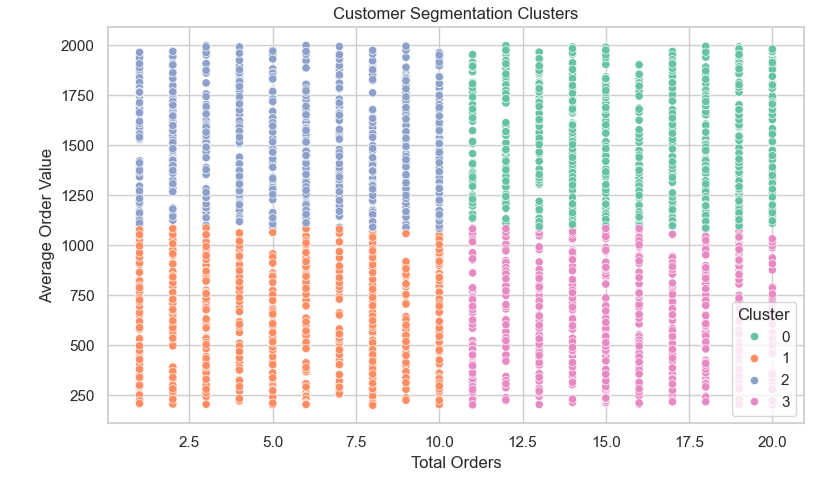 Customer Segmentation Clusters
Average Order Value
2000
1750
1500
1250
1000
750
500
250
Cluster
0
1
2
3
2.5 5.0 7.5 10.0 12.5 15.0 17.5 20.0
Total Orders